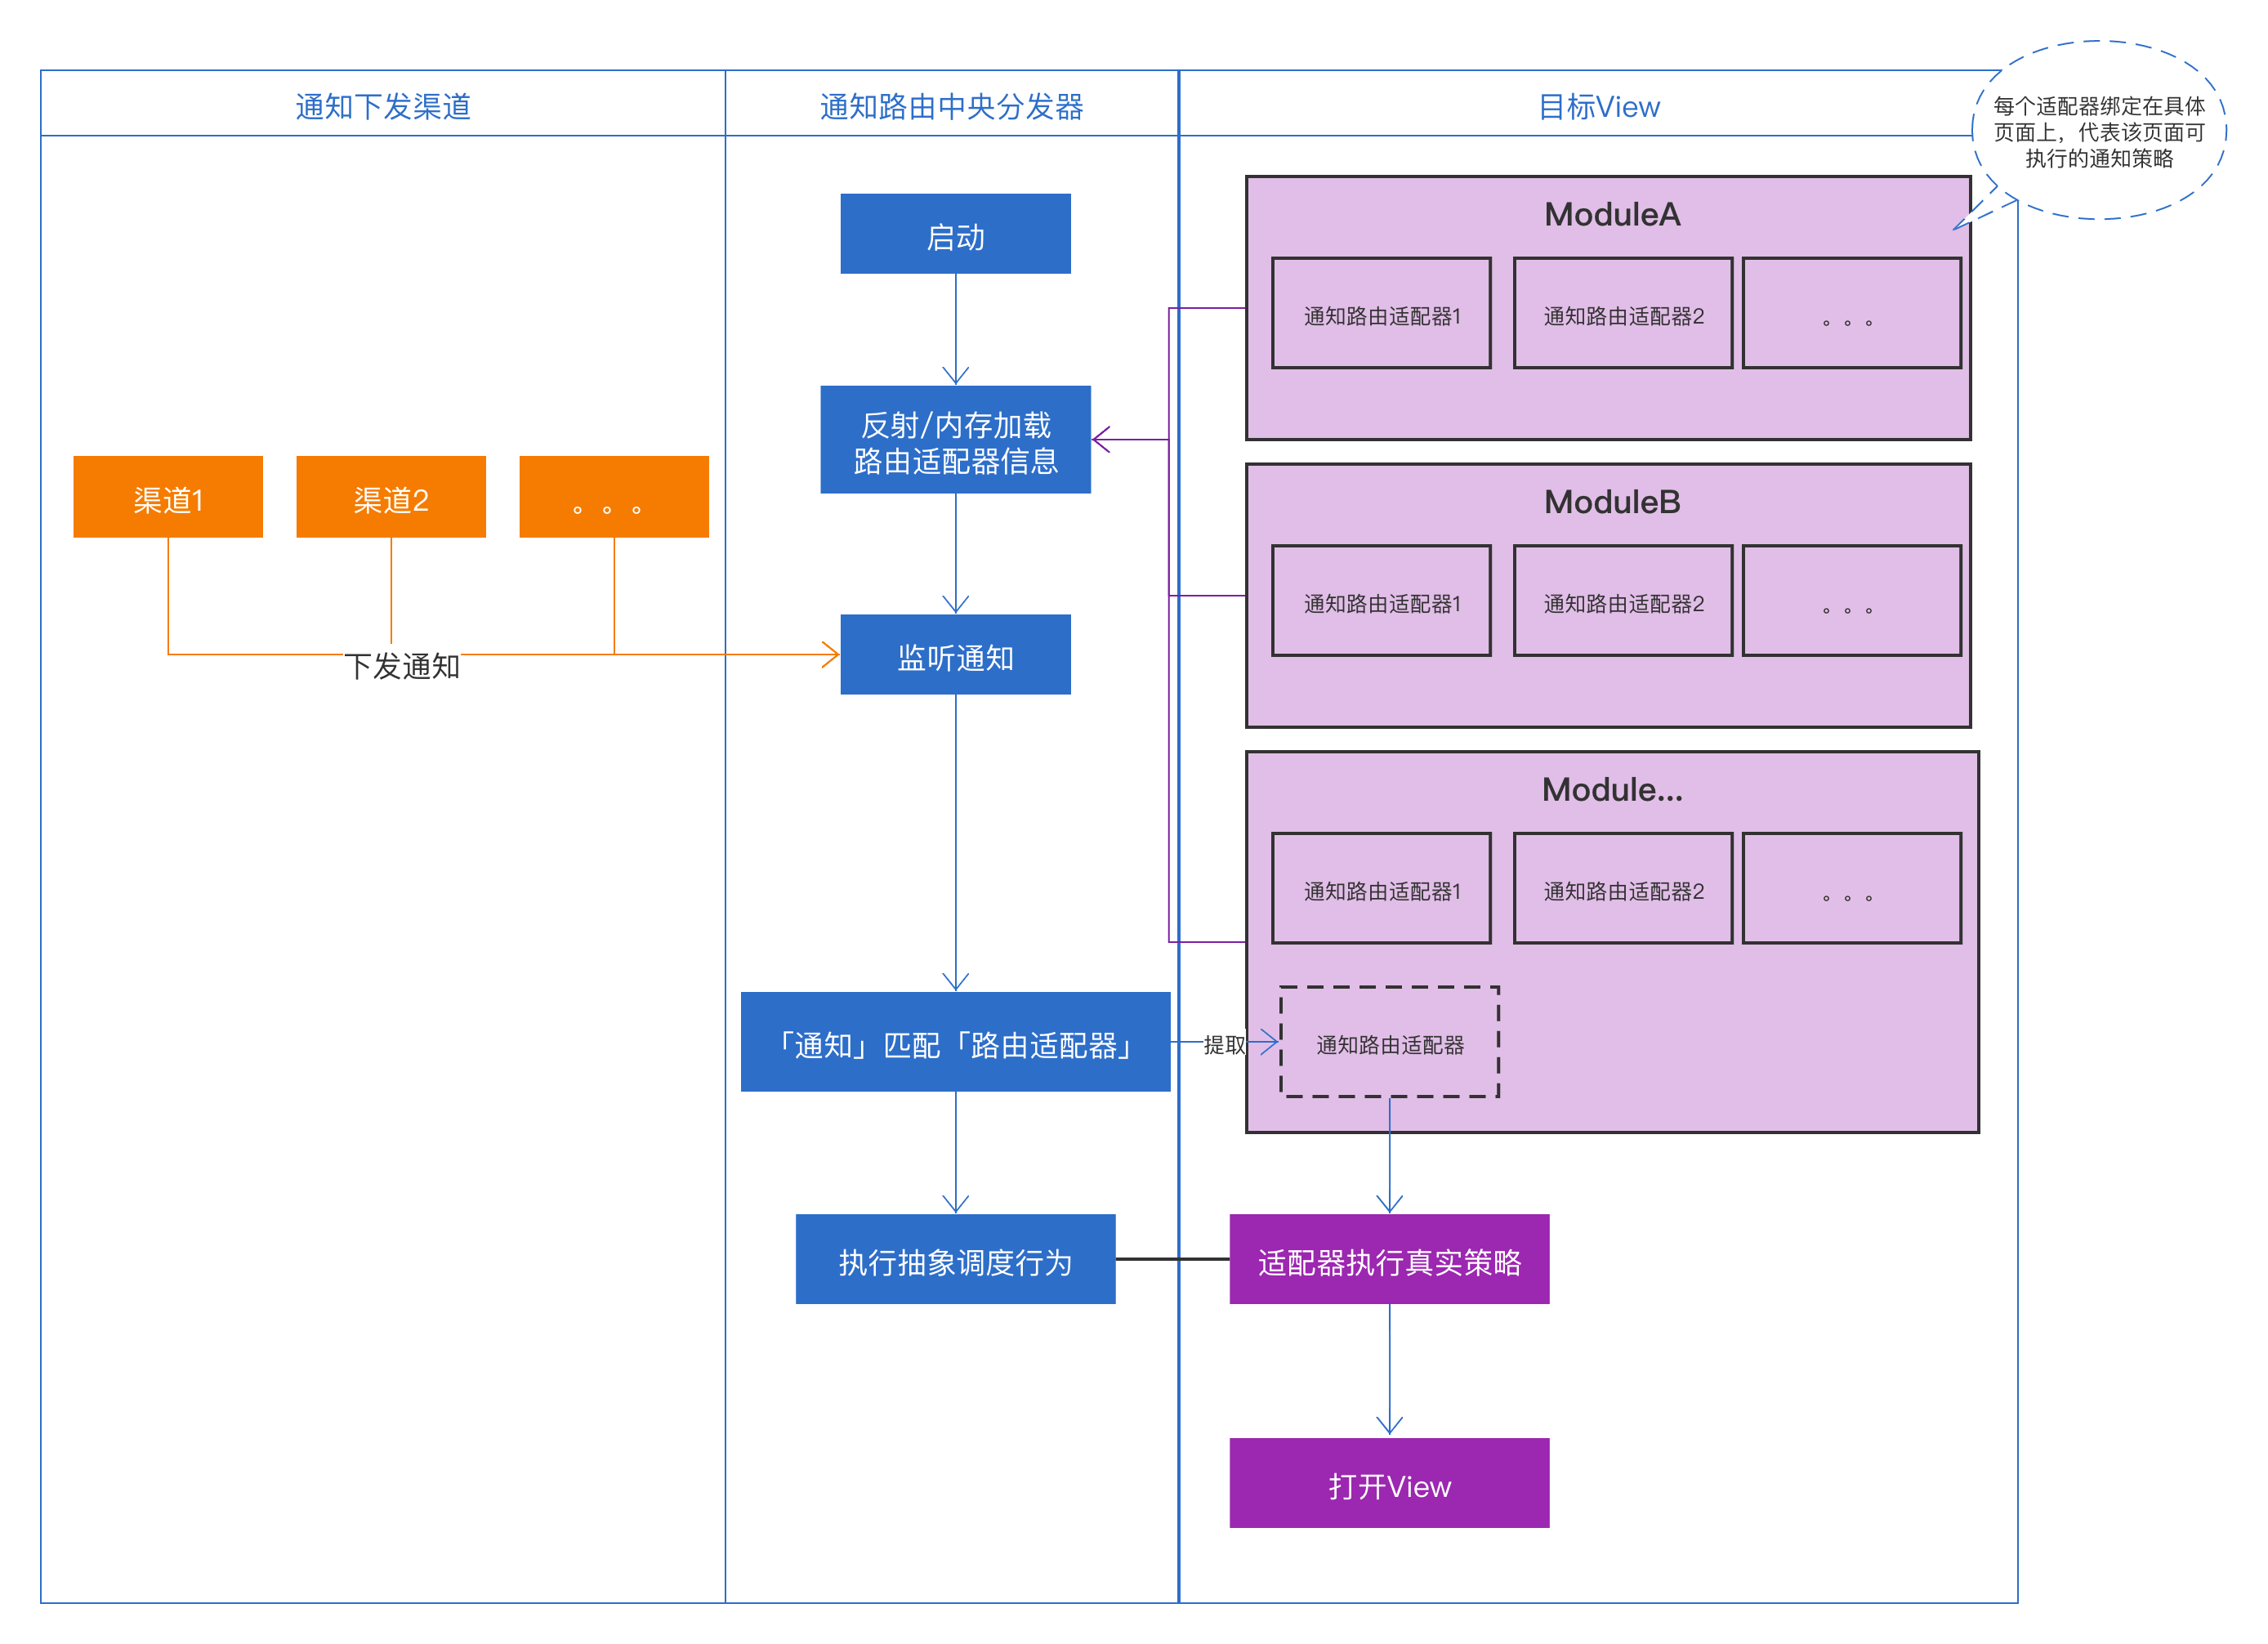 通知下发渠道
通知路由中央分发器
目标View
每个适配器绑定在具体
页面上，代表该页面可
执行的通知策略
启动
反射/内存加载
路由适配器信息
渠道1
渠道2
。。。
下发通知
监听通知
「通知」匹配「路由适配器」
提取
执行抽象调度行为
ModuleA
通知路由适配器1
通知路由适配器2
。。。
ModuleB
通知路由适配器1
通知路由适配器2
。。。
Module...
通知路由适配器1
通知路由适配器2
。。。
通知路由适配器
适配器执行真实策略
打开View